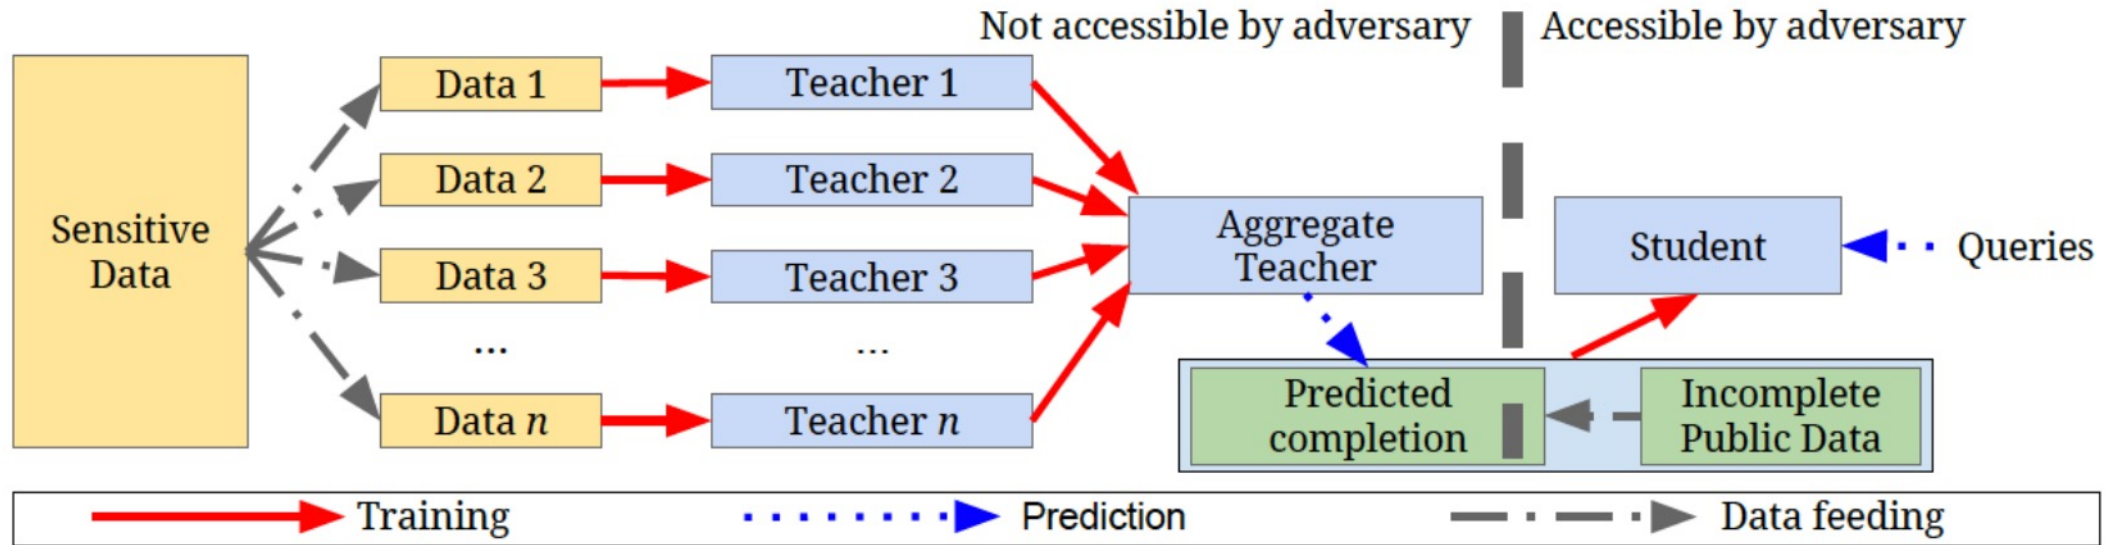 Not accessible by adversary
Accessible by adversary
Sensitive
Data
Data 1
Teacher 1
Data 2
Teacher 2
Data 3
Teacher 3
...
...
Data n
Teacher n
Aggregate
Teacher
Student
Queries
Predicted
completion
Incomplete
Public Data
Training
Prediction
Data feeding